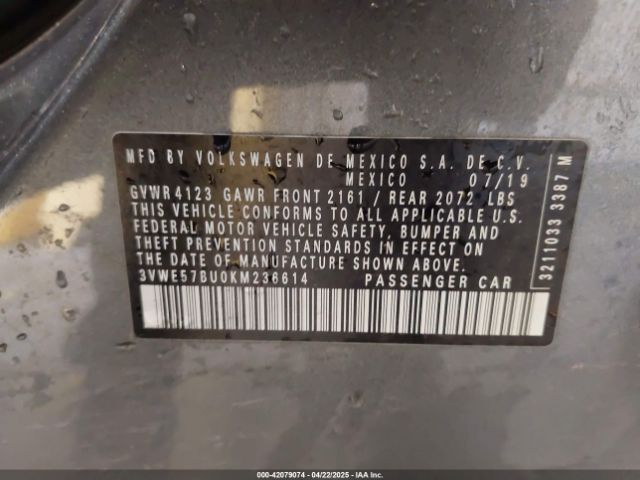 MFD BY VOLKSWAGEN DE MEXICO S.A. DE C.V.
MEXICO 07/19
GVWR 4123 GAWR FRONT 2161 / REAR 2072 LBS
THIS VEHICLE CONFORMS TO ALL APPLICABLE U.S.
FEDERAL MOTOR VEHICLE SAFETY, BUMPER AND
THEFT PREVENTION STANDARDS IN EFFECT ON
THE DATE OF MANUFACTURE SHOWN ABOVE.
3VWE57BU0KM236614 PASSENGER CAR
3211033 3387 M
000-42079074 - 04/22/2025 - Copyright IAA, Inc.